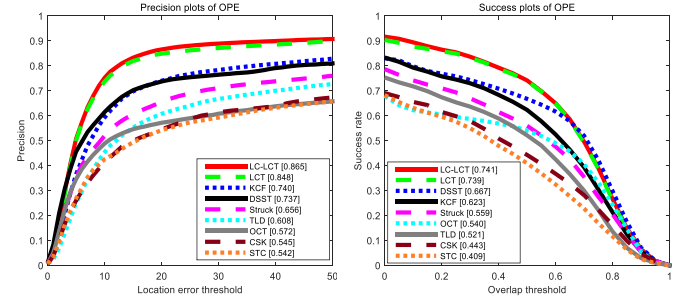 Precision plots of OPE
1
0.9
0.8
0.7
0.6
0.5
0.4
0.3
0.2
0.1
0
Precision
0 10 20 30 40 50
Location error threshold
LC-LCT [0.865]
LCT [0.848]
KCF [0.740]
DSST [0.737]
Struck [0.656]
TLD [0.608]
OCT [0.572]
CSK [0.545]
STC [0.542]
Success plots of OPE
1
0.9
0.8
0.7
0.6
0.5
0.4
0.3
0.2
0.1
0
Success rate
0 0.2 0.4 0.6 0.8 1
Overlap threshold
LC-LCT [0.741]
LCT [0.739]
DSST [0.667]
KCF [0.623]
Struck [0.559]
OCT [0.540]
TLD [0.521]
CSK [0.443]
STC [0.409]